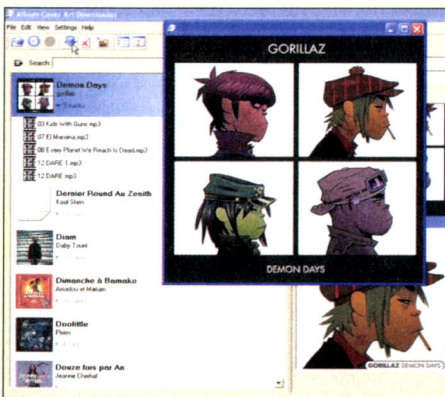 Album Cover Art Downloader
File Edit View Settings Help
Search:
Demon Days
gorillaz
03 Kids With Guns.mp3
07 El Manana.mp3
08 Every Planet We Reach Is Dead.mp3
12 DARE 1.mp3
12 DARE.mp3
Dernier Round Au Zenith
Kool Shen
Diam
Daby Touré
Dimanche à Bamako
Amadou et Mariam
Doolittle
Pixies
Douze fois par An
Jeanne Cherhal
GORILLAZ
DEMON DAYS
GORILLAZ DEMON DAYS